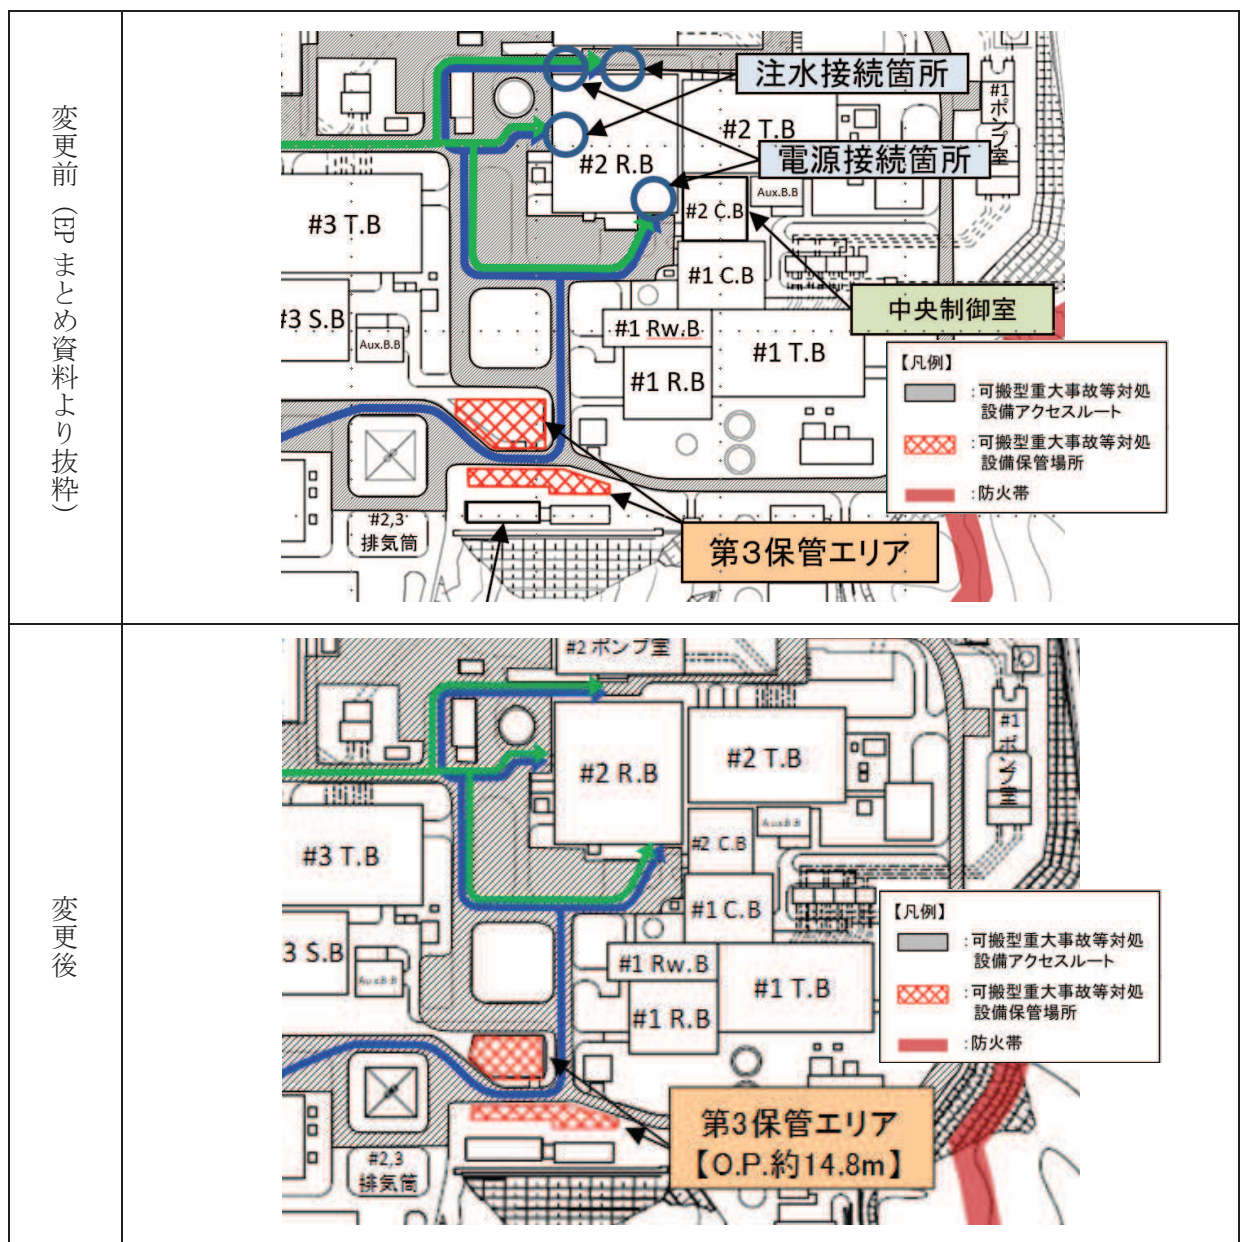 変更前（EPまとめ資料より抜粋）
注水接続箇所
#1ポンプ室
#2 T.B
電源接続箇所
#2 R.B
Aux.B.B
#2 C.B
#3 T.B
#1 C.B
中央制御室
#3 S.B
Aux.B.B
#1 Rw.B
#1 T.B
#1 R.B
【凡例】
：可搬型重大事故等対処
設備アクセスルート
：可搬型重大事故等対処
設備保管場所
：防火帯
#2,3
排気筒
第３保管エリア
変更後
#2 ポンプ室
#1ポンプ室
#2 T.B
#2 R.B
Aux.B.B
#2 C.B
#3 T.B
#1 C.B
3 S.B
Aux.B.B
#1 Rw.B
#1 T.B
#1 R.B
【凡例】
：可搬型重大事故等対処
設備アクセスルート
：可搬型重大事故等対処
設備保管場所
：防火帯
#2,3
排気筒
第3保管エリア
【O.P.約14.8m】